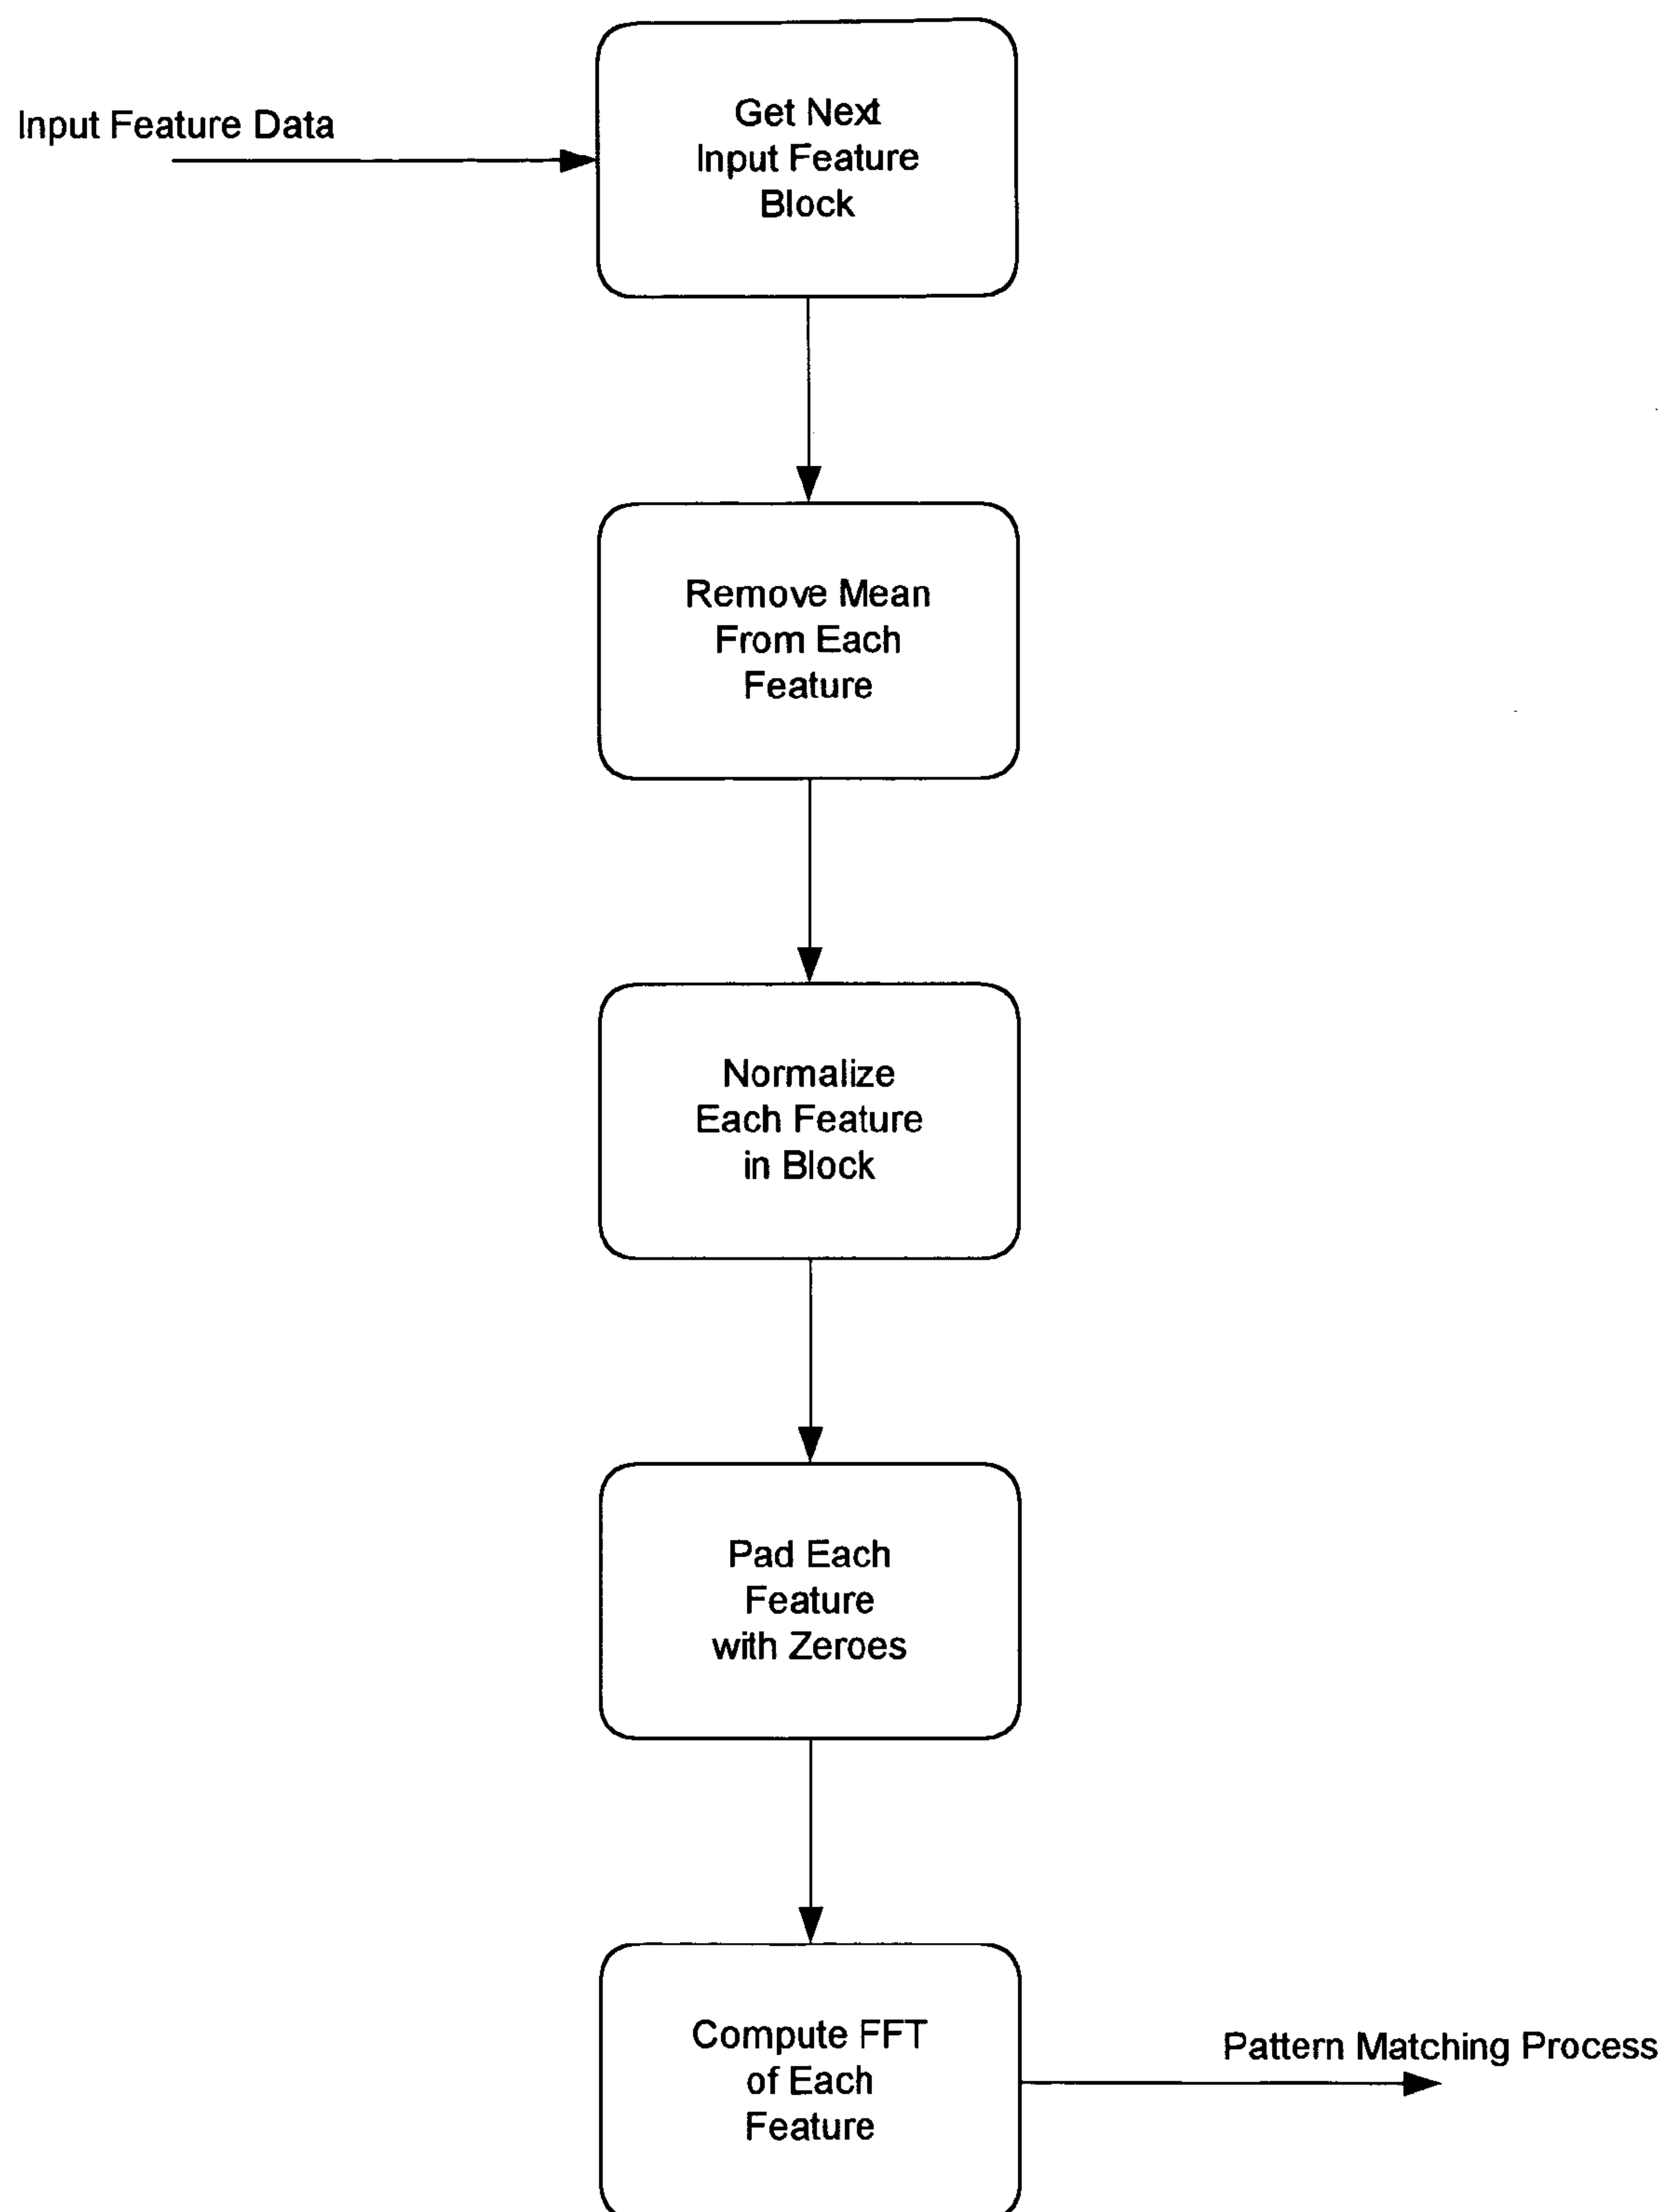 Input Feature Data
Get Next
Input Feature
Block
Remove Mean
From Each
Feature
Normalize
Each Feature
in Block
Pad Each
Feature
with Zeroes
Compute FFT
of Each
Feature
Pattern Matching Process